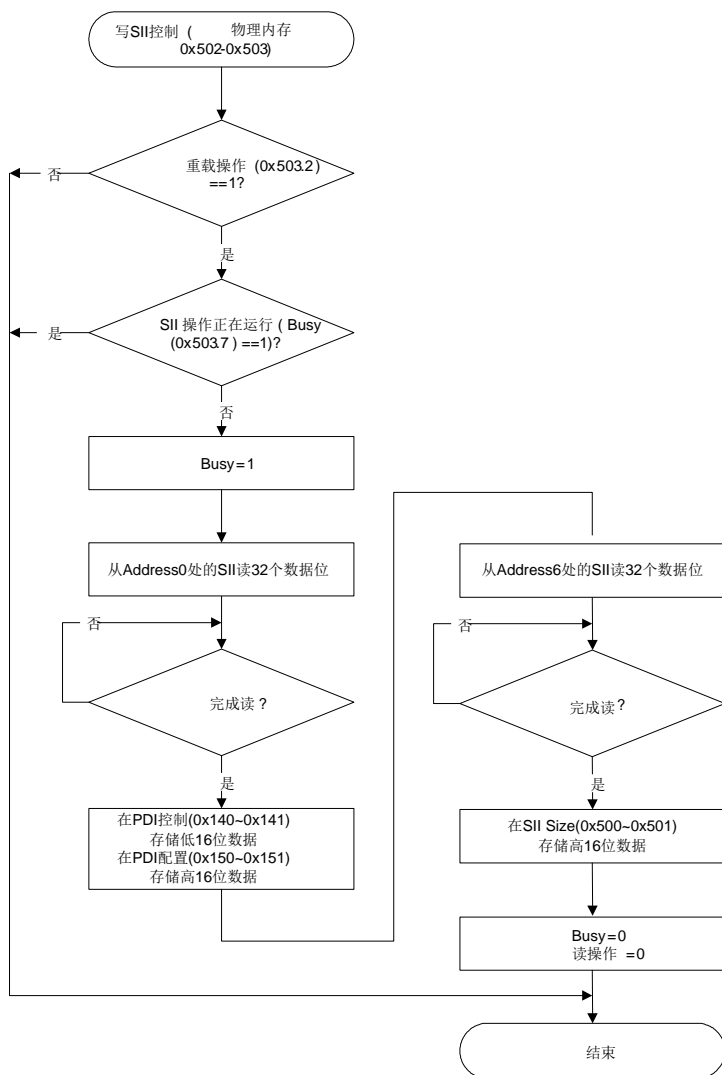 写SII控制 ( 物理内存
0x502-0x503)
重载操作 (0x503.2)
==1?
否
是
SII 操作正在运行 ( Busy
(0x503.7 ) ==1)?
是
否
Busy=1
从Address0处的SII读32个数据位
否
完成读 ?
是
在PDI控制(0x140~0x141)
存储低16位数据
在PDI配置(0x150~0x151)
存储高16位数据
从Address6处的SII读32个数据位
否
完成读 ?
是
在SII Size(0x500~0x501)
存储高16位数据
Busy=0
读操作 =0
结束